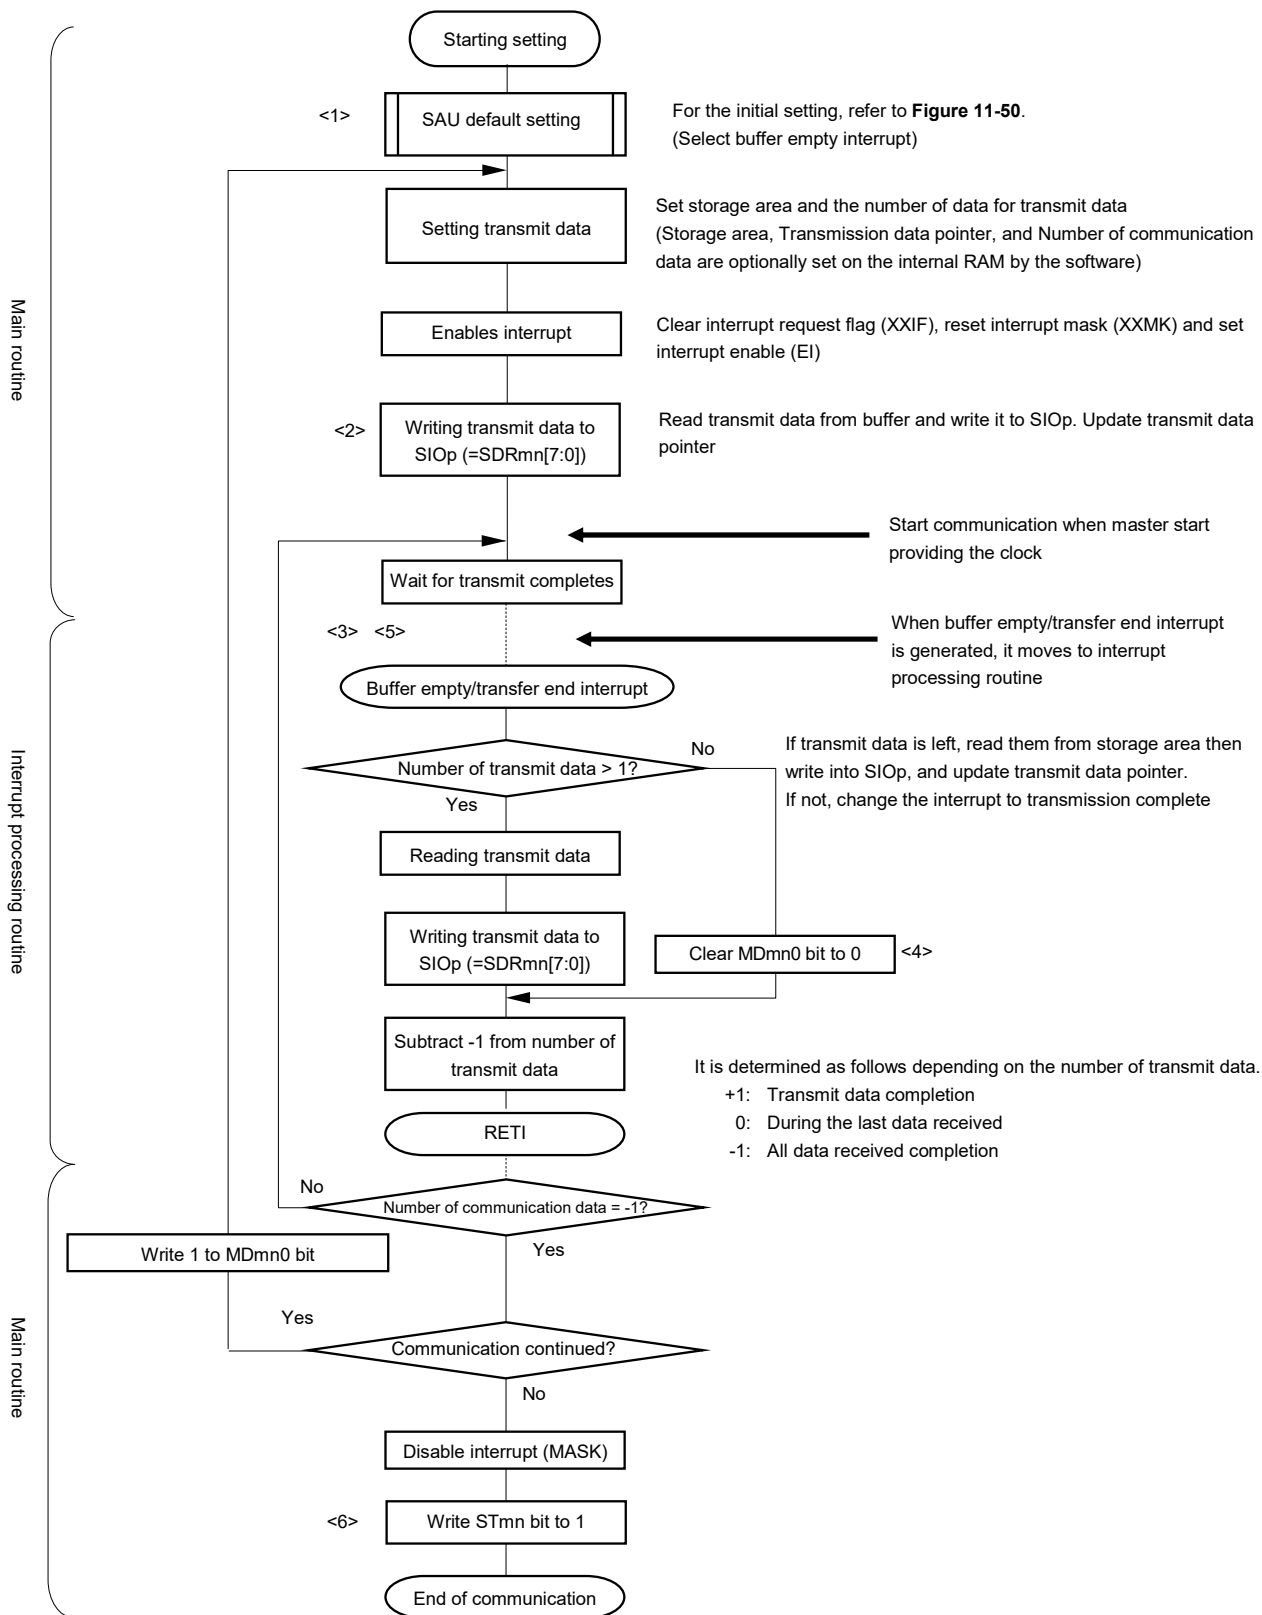 Starting setting
<1>
SAU default setting
For the initial setting, refer to Figure 11-50.
(Select buffer empty interrupt)
Setting transmit data
Set storage area and the number of data for transmit data
(Storage area, Transmission data pointer, and Number of communication
data are optionally set on the internal RAM by the software)
Main routine
Enables interrupt
Clear interrupt request flag (XXIF), reset interrupt mask (XXMK) and set
interrupt enable (EI)
<2>
Writing transmit data to
SIOp (=SDRmn[7:0])
Read transmit data from buffer and write it to SIOp. Update transmit data
pointer
Start communication when master start
providing the clock
Wait for transmit completes
<3> <5>
When buffer empty/transfer end interrupt
is generated, it moves to interrupt
processing routine
Buffer empty/transfer end interrupt
Interrupt processing routine
Number of transmit data > 1?
No
Yes
If transmit data is left, read them from storage area then
write into SIOp, and update transmit data pointer.
If not, change the interrupt to transmission complete
Reading transmit data
Writing transmit data to
SIOp (=SDRmn[7:0])
Clear MDmn0 bit to 0
<4>
Subtract -1 from number of
transmit data
It is determined as follows depending on the number of transmit data.
+1: Transmit data completion
0: During the last data received
-1: All data received completion
RETI
No
Number of communication data = -1?
Yes
Write 1 to MDmn0 bit
Main routine
Yes
Communication continued?
No
Disable interrupt (MASK)
<6>
Write STmn bit to 1
End of communication